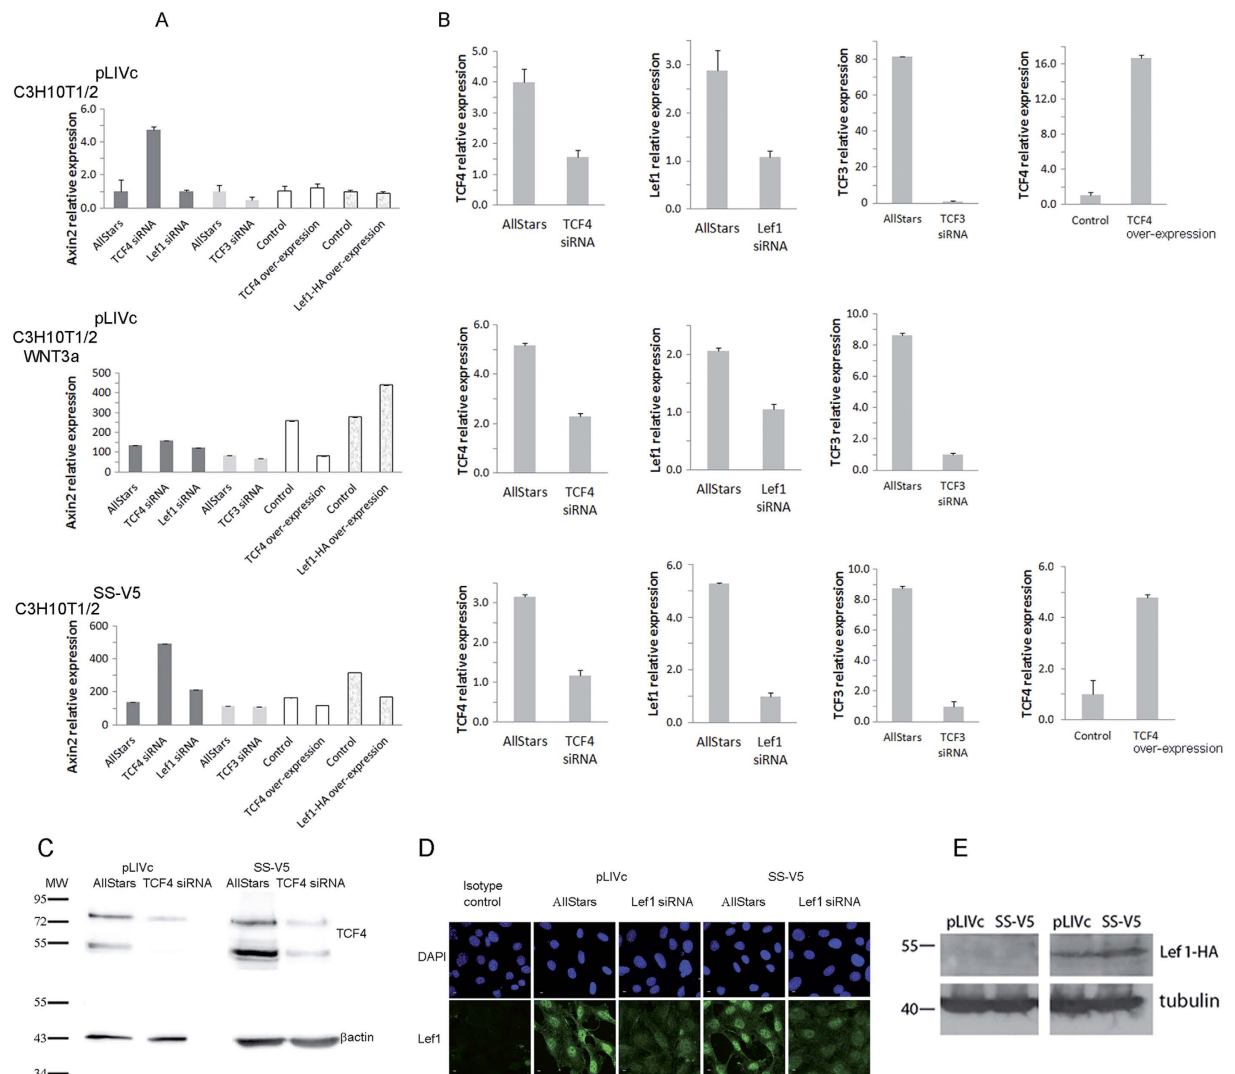 A
B
pLIVc
C3H10T1/2
Axin2 relative expression
6.0
4.0
2.0
0.0
AllStars
TCF4 siRNA
Lef1 siRNA
AllStars
TCF3 siRNA
Control
TCF4 over-expression
Control
Lef1-HA over-expression
TCF4 relative expression
5.0
4.0
3.0
2.0
1.0
0.0
AllStars
TCF4
siRNA
Lef1 relative expression
3.0
2.0
1.0
0.0
AllStars
Lef1
siRNA
TCF3 relative expression
80
60
40
20
0
AllStars
TCF3
siRNA
TCF4 relative expression
16.0
12.0
8.0
4.0
0.0
Control
TCF4
over-expression
pLIVc
C3H10T1/2
WNT3a
Axin2 relative expression
500
400
300
200
100
0
AllStars
TCF4 siRNA
Lef1 siRNA
AllStars
TCF3 siRNA
Control
TCF4 over-expression
Control
Lef1-HA over-expression
TCF4 relative expression
6.0
4.0
2.0
0.0
AllStars
TCF4
siRNA
Lef1 relative expression
2.0
1.0
0.0
AllStars
Lef1
siRNA
TCF3 relative expression
10.0
8.0
6.0
4.0
2.0
0.0
AllStars
TCF3
siRNA
SS-V5
C3H10T1/2
Axin2 relative expression
600
400
200
0
AllStars
TCF4 siRNA
Lef1 siRNA
AllStars
TCF3 siRNA
Control
TCF4 over-expression
Control
Lef1-HA over-expression
TCF4 relative expression
3.0
2.0
1.0
0.0
AllStars
TCF4
siRNA
Lef1 relative expression
6.0
4.0
2.0
0.0
AllStars
Lef1
siRNA
TCF3 relative expression
10.0
8.0
6.0
4.0
2.0
0.0
AllStars
TCF3
siRNA
TCF4 relative expression
6.0
4.0
2.0
0.0
Control
TCF4
over-expression
C
pLIVc SS-V5
MW AllStars TCF4 siRNA AllStars TCF4 siRNA
95
72
55
TCF4
55
43
34
βactin
D
pLIVc SS-V5
Isotype
control
AllStars Lef1 siRNA AllStars Lef1 siRNA
DAPI
Lef1
E
pLIVc SS-V5 pLIVc SS-V5
55
Lef1-HA
40
tubulin